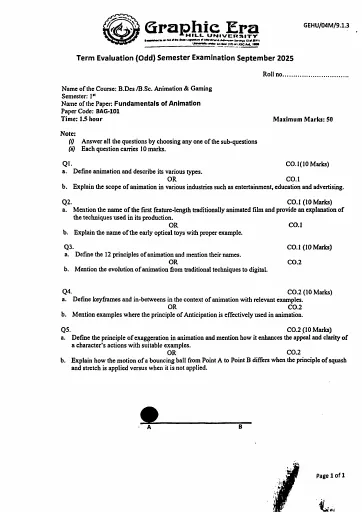 GEHU/04M/9.1.3
Graphic Era
HILL UNIVERSITY
Term Evaluation (Odd) Semester Examination September 2025
Roll no..............................
Name of the Course: B.Des /B.Sc. Animation & Gaming
Semester: 1st
Name of the Paper: Fundamentals of Animation
Paper Code: BAG-101
Time: 1.5 hour Maximum Marks: 50
Note:
(i) Answer all the questions by choosing any one of the sub-questions
(ii) Each question carries 10 marks.
Q1. CO.1(10 Marks)
a. Define animation and describe its various types.
OR CO.1
b. Explain the scope of animation in various industries such as entertainment, education and advertising.
Q2. CO.1 (10 Marks)
a. Mention the name of the first feature-length traditionally animated film and provide an explanation of
the techniques used in its production.
OR CO.1
b. Explain the name of the early optical toys with proper example.
Q3. CO.1 (10 Marks)
a. Define the 12 principles of animation and mention their names.
OR CO.2
b. Mention the evolution of animation from traditional techniques to digital.
Q4. CO.2 (10 Marks)
a. Define keyframes and in-betweens in the context of animation with relevant examples.
OR CO.2
b. Mention examples where the principle of Anticipation is effectively used in animation.
Q5. CO.2 (10 Marks)
a. Define the principle of exaggeration in animation and mention how it enhances the appeal and clarity of
a character's actions with suitable examples.
OR CO.2
b. Explain how the motion of a bouncing ball from Point A to Point B differs when the principle of squash
and stretch is applied versus when it is not applied.
A B
Page 1 of 1